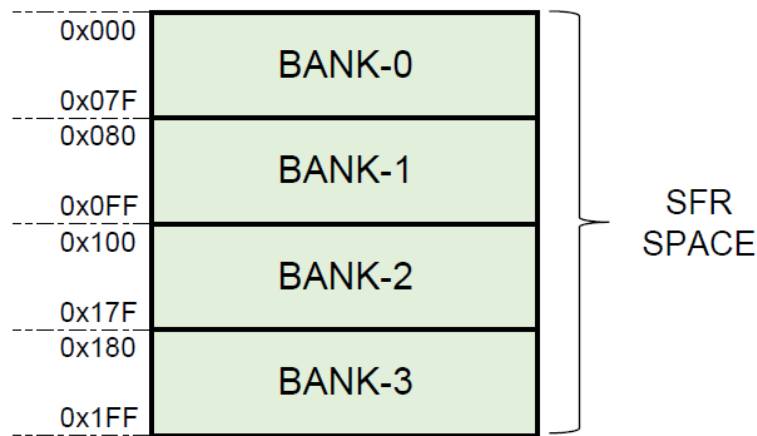 0x000
BANK-0
0x07F
0x080
BANK-1
0x0FF
0x100
BANK-2
0x17F
0x180
BANK-3
0x1FF
SFR
SPACE